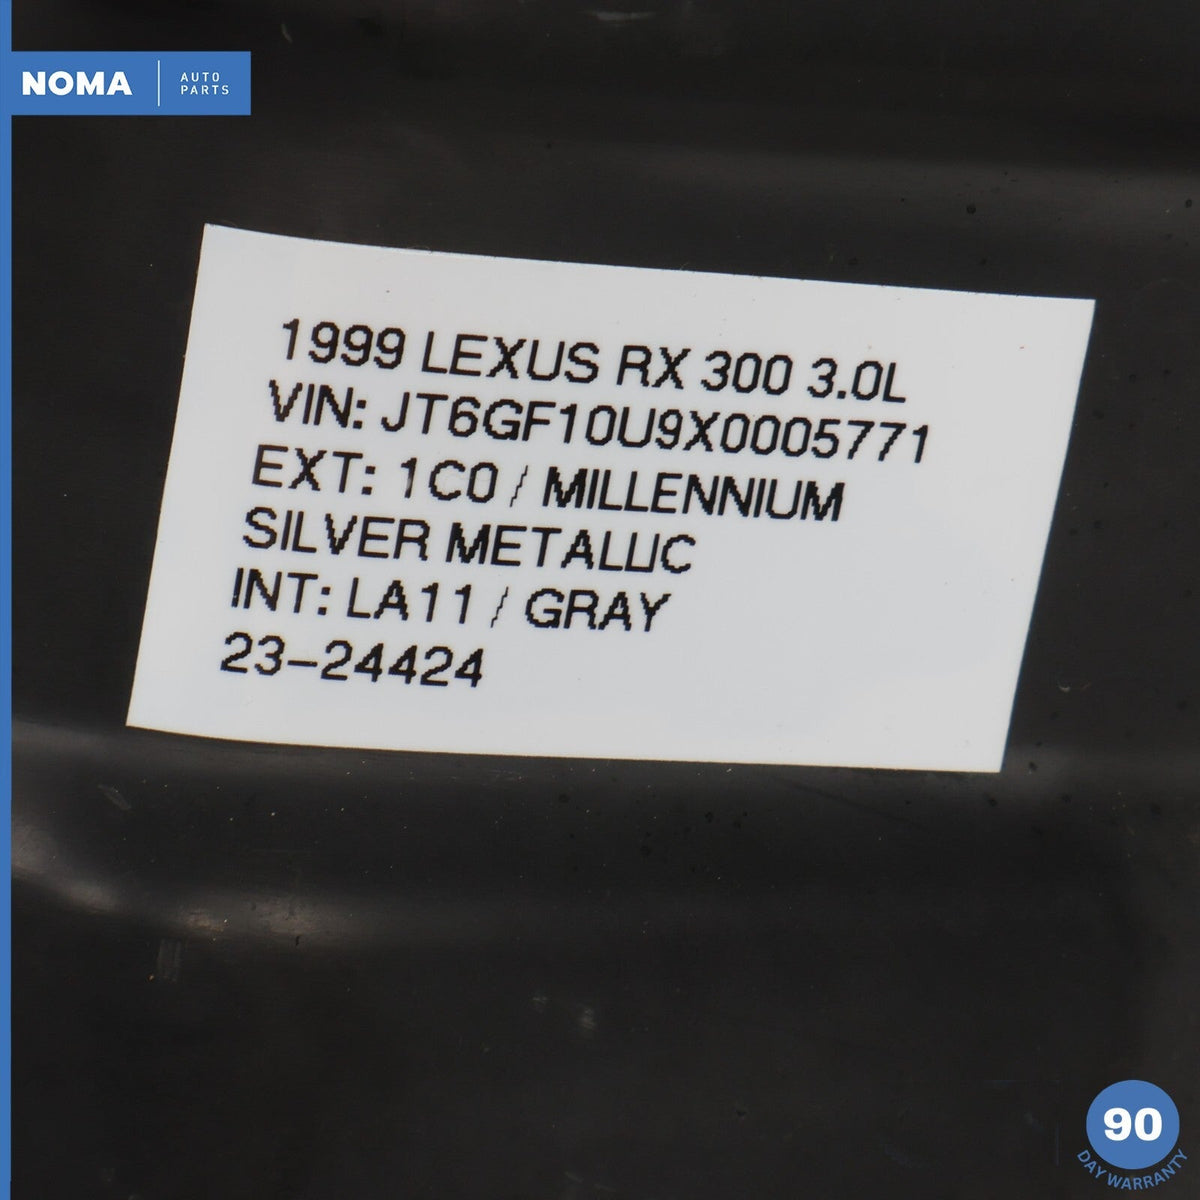 NOMA
AUTO
PARTS
1999 LEXUS RX 300 3.0L
VIN: JT6GF10U9X0005771
EXT: 1C0 / MILLENNIUM
SILVER METALLIC
INT: LA11 / GRAY
23-24424
90
DAY WARRANTY